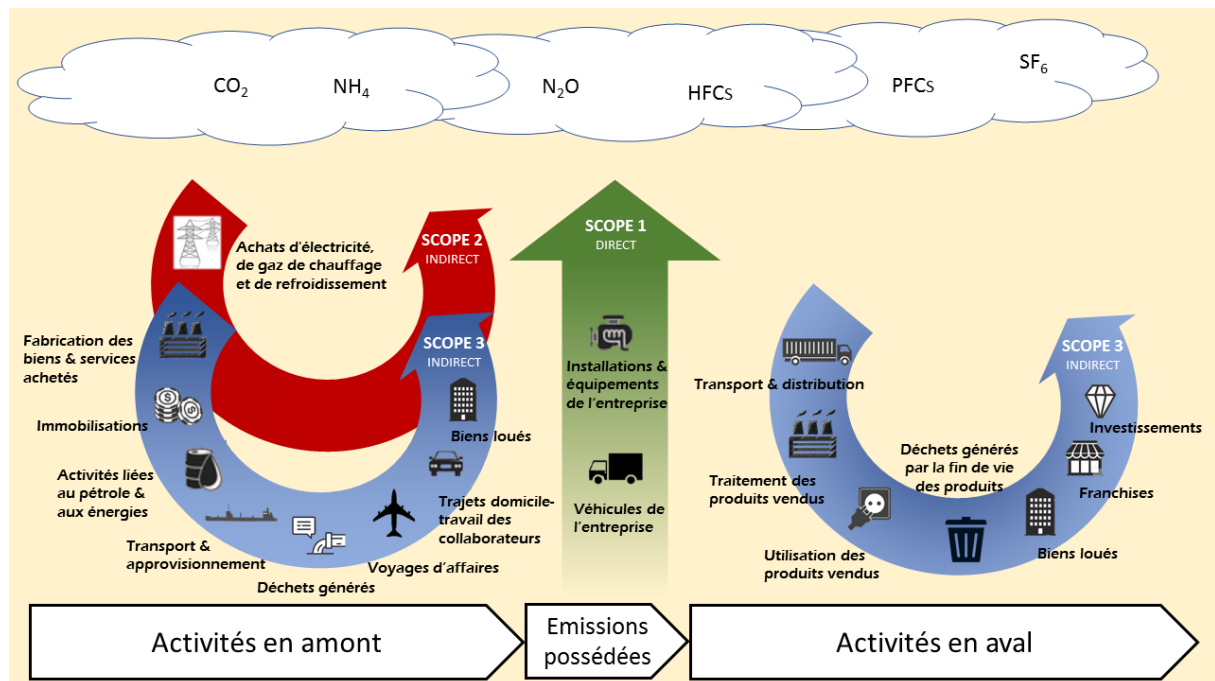 CO₂
NH₄
N₂O
HFCs
PFCs
SF₆
Achats d'électricité,
de gaz de chauffage
et de refroidissement
SCOPE 2
INDIRECT
Fabrication des
biens & services
achetés
Immobilisations
Activités liées
au pétrole &
aux énergies
Transport &
approvisionnement
Déchets générés
Voyages d'affaires
Trajets domicile-
travail des
collaborateurs
Biens loués
SCOPE 3
INDIRECT
SCOPE 1
DIRECT
Installations &
équipements
de l'entreprise
Véhicules de
l'entreprise
Transport & distribution
Traitement des
produits vendus
Utilisation des
produits vendus
Déchets générés
par la fin de vie
des produits
Biens loués
Franchises
Investissements
SCOPE 3
INDIRECT
Activités en amont
Emissions
possédées
Activités en aval